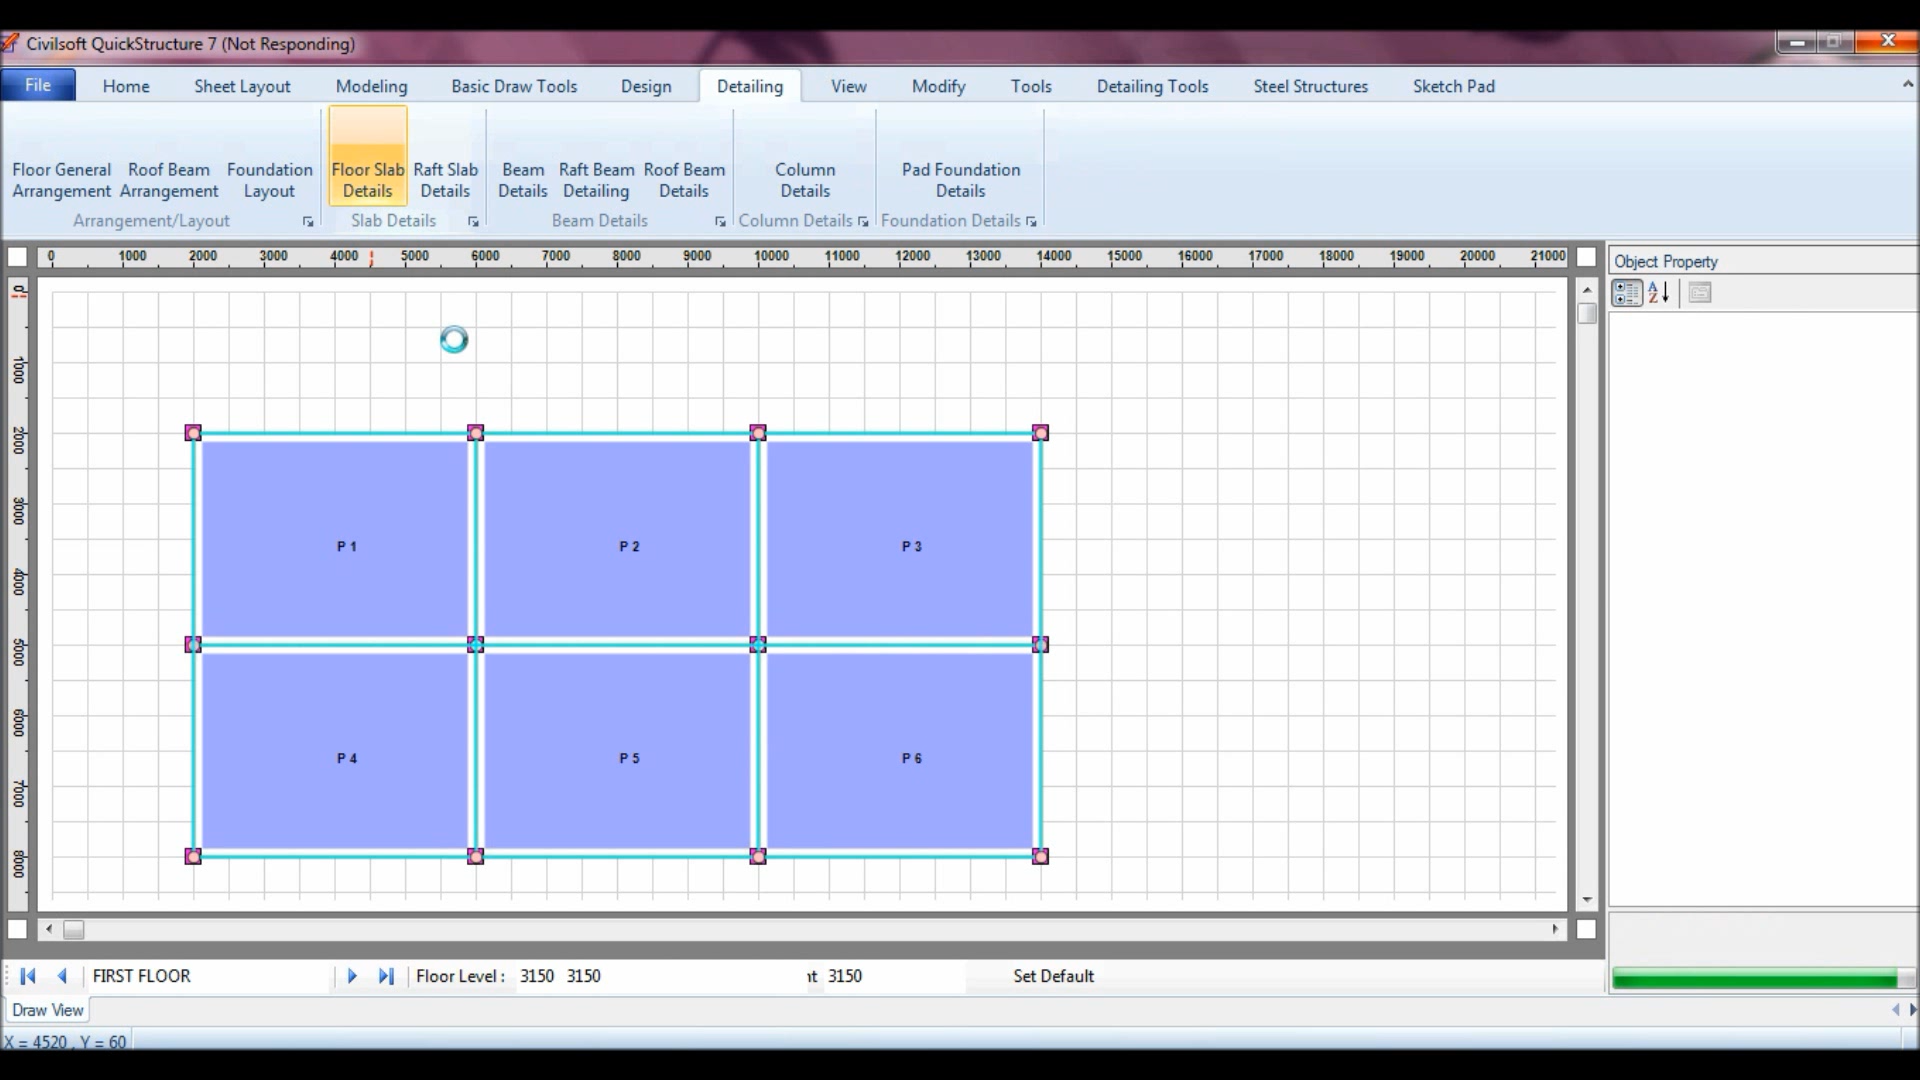 Civilsoft QuickStructure 7 (Not Responding)
File Home Sheet Layout Modeling Basic Draw Tools Design Detailing View Modify Tools Detailing Tools Steel Structures Sketch Pad
Floor General Arrangement
Roof Beam Arrangement
Foundation Layout
Floor Slab Details
Raft Slab Details
Beam Details
Raft Beam Detailing
Roof Beam Details
Column Details
Pad Foundation Details
Arrangement/Layout Slab Details Beam Details Column Details Foundation Details
0 1000 2000 3000 4000 5000 6000 7000 8000 9000 10000 11000 12000 13000 14000 15000 16000 17000 18000 19000 20000 21000
Object Property
0
1000
2000
3000
4000
5000
6000
7000
8000
P 1 P 2 P 3
P 4 P 5 P 6
FIRST FLOOR Floor Level : 3150 3150 3150 Set Default
Draw View
X = 4520 , Y = 60